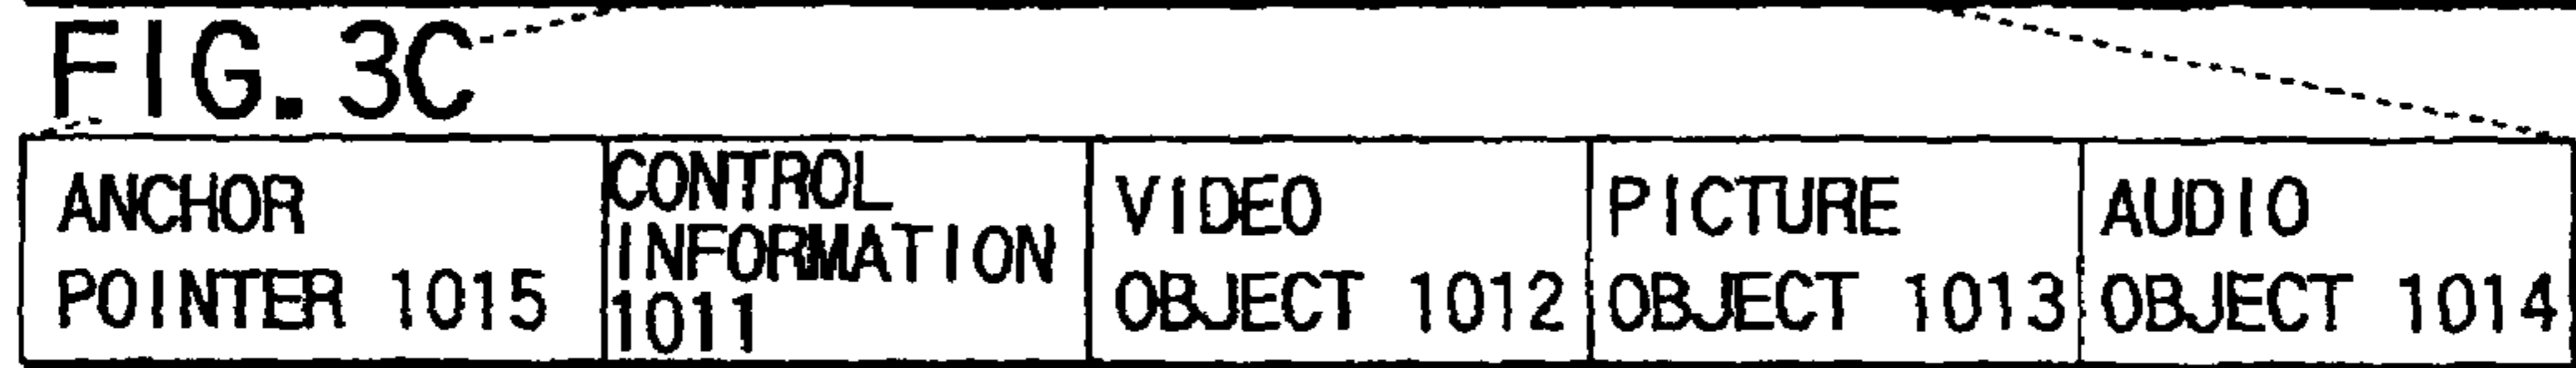 FIG. 3C
ANCHOR
POINTER 1015
CONTROL
INFORMATION
1011
VIDEO
OBJECT 1012
PICTURE
OBJECT 1013
AUDIO
OBJECT 1014